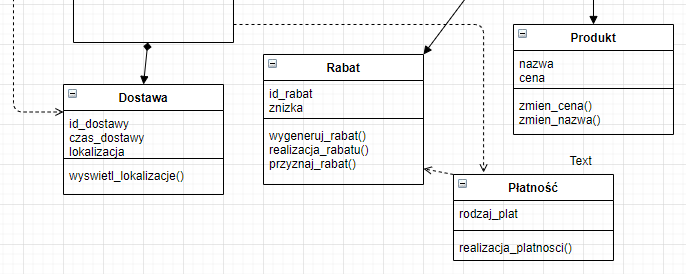 Dostawa
id_dostawy
czas_dostawy
lokalizacja
wyswietl_lokalizacje()
Rabat
id_rabat
znizka
wygeneruj_rabat()
realizacja_rabatu()
przyznaj_rabat()
Produkt
nazwa
cena
zmien_cena()
zmien_nazwa()
Text
Płatność
rodzaj_plat
realizacja_platnosci()